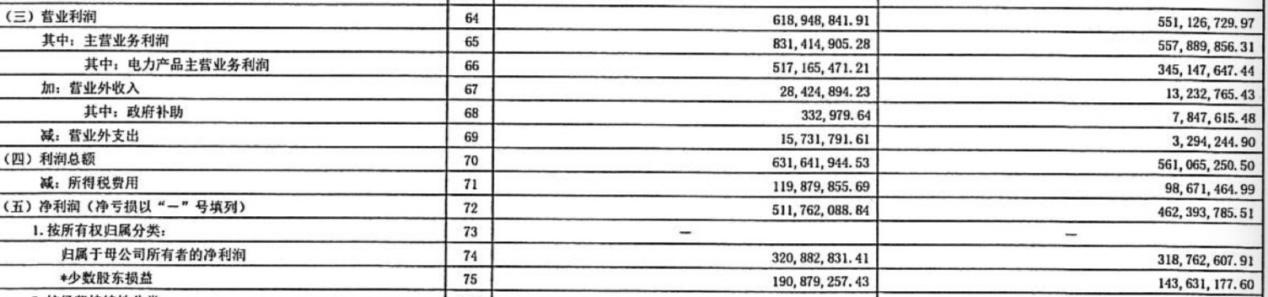 （三）营业利润 64 618,948,841.91 551,126,729.97
其中：主营业务利润 65 831,414,905.28 557,889,856.31
其中：电力产品主营业务利润 66 517,165,471.21 345,147,647.44
加：营业外收入 67 28,424,894.23 13,232,765.43
其中：政府补助 68 332,979.64 7,847,615.48
减：营业外支出 69 15,731,791.61 3,294,244.90
（四）利润总额 70 631,641,944.53 561,065,250.50
减：所得税费用 71 119,879,855.69 98,671,464.99
（五）净利润（净亏损以“－”号填列） 72 511,762,088.84 462,393,785.51
1.按所有权归属分类： 73 — —
归属于母公司所有者的净利润 74 320,882,831.41 318,762,607.91
*少数股东损益 75 190,879,257.43 143,631,177.60